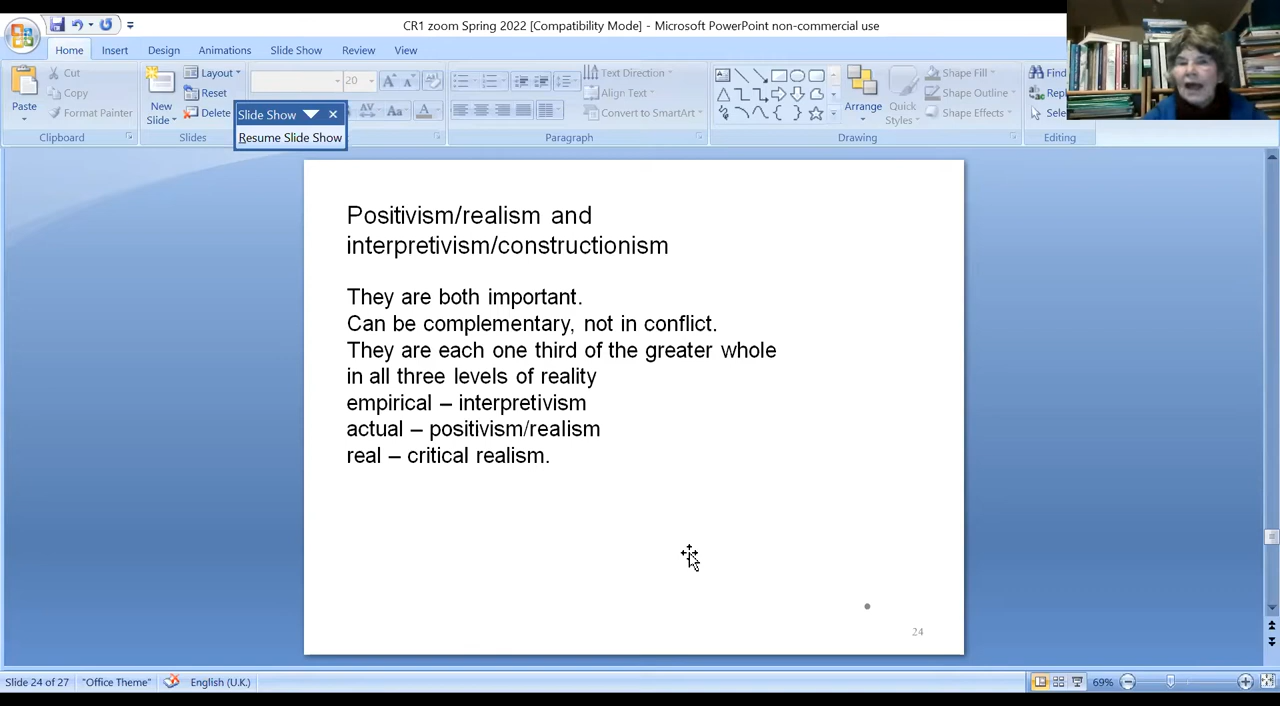 CR1 zoom Spring 2022 [Compatibility Mode] - Microsoft PowerPoint non-commercial use
Home Insert Design Animations Slide Show Review View
Paste
Cut
Copy
Format Painter
Clipboard
New
Slide
Layout
Reset
Delete
Slides
Slide Show
Resume Slide Show
20
Aa
A
Paragraph
Text Direction
Align Text
Convert to SmartArt
Arrange
Styles
Shape Fill
Shape Outline
Shape Effects
Drawing
Find
Editing
Positivism/realism and
interpretivism/constructionism
They are both important.
Can be complementary, not in conflict.
They are each one third of the greater whole
in all three levels of reality
empirical – interpretivism
actual – positivism/realism
real – critical realism.
24
Slide 24 of 27 "Office Theme" English (U.K.) 69%